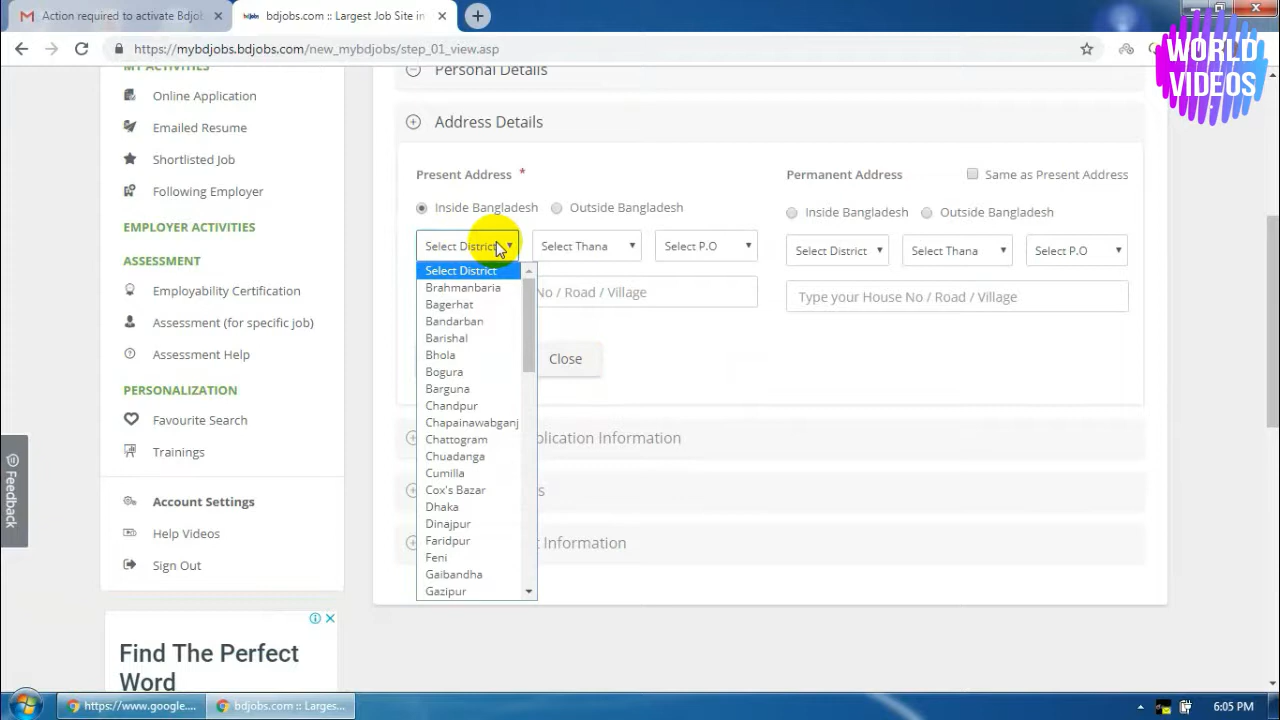 Action required to activate Bdjob
bdjobs.com :: Largest Job Site in
https://mybdjobs.bdjobs.com/new_mybdjobs/step_01_view.asp
WORLD
VIDEOS
MY ACTIVITIES
Online Application
Emailed Resume
Shortlisted Job
Following Employer
EMPLOYER ACTIVITIES
ASSESSMENT
Employability Certification
Assessment (for specific job)
Assessment Help
PERSONALIZATION
Favourite Search
Trainings
Account Settings
Help Videos
Sign Out
Find The Perfect
Word
Feedback
Personal Details
Address Details
Present Address *
Inside Bangladesh Outside Bangladesh
Select District Select Thana Select P.O
No / Road / Village
Close
Select District
Brahmanbaria
Bagerhat
Bandarban
Barishal
Bhola
Bogura
Barguna
Chandpur
Chapainawabganj
Chattogram
Chuadanga
Cumilla
Cox's Bazar
Dhaka
Dinajpur
Faridpur
Feni
Gaibandha
Gazipur
Permanent Address Same as Present Address
Inside Bangladesh Outside Bangladesh
Select District Select Thana Select P.O
Type your House No / Road / Village
plication Information
s
t Information
https://www.google....
bdjobs.com :: Larges...
6:05 PM